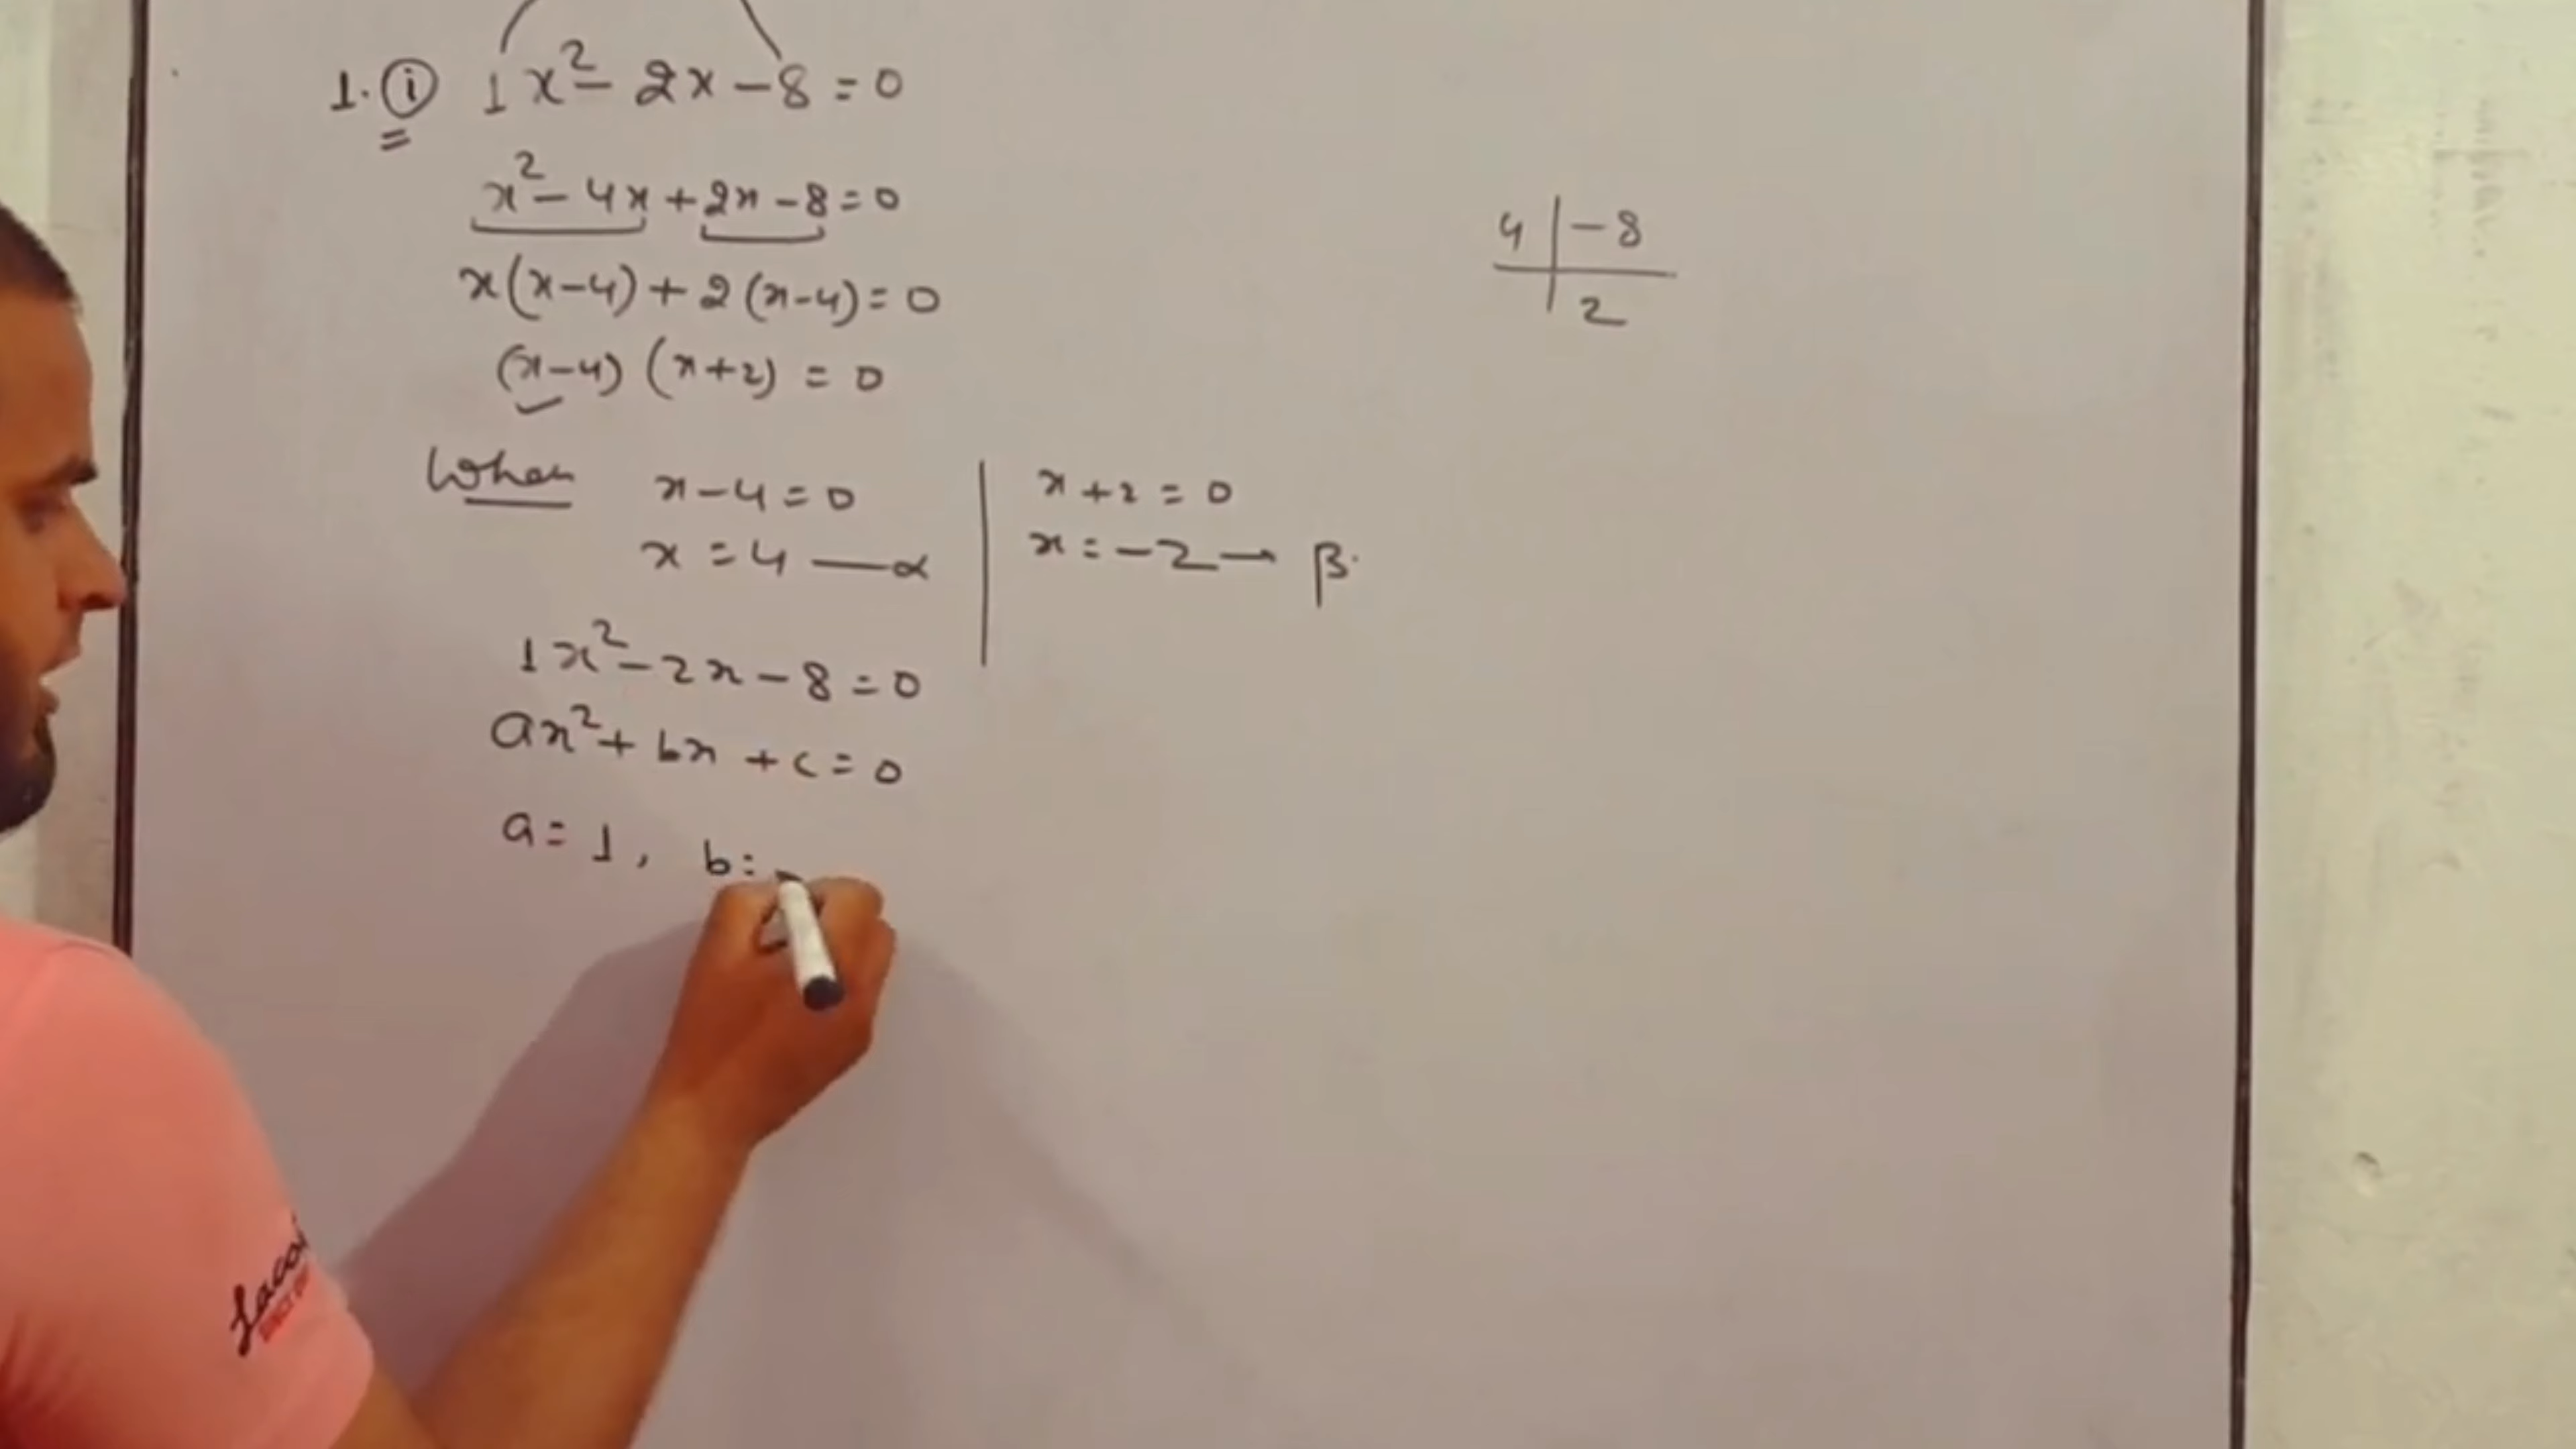 1. (i) 1x² - 2x - 8 = 0
x² - 4x + 2x - 8 = 0
x(x-4) + 2(x-4) = 0
(x-4) (x+2) = 0
When x-4=0 | x+2=0
x = 4 — α | x = -2 → β.
1x² - 2x - 8 = 0
ax² + bx + c = 0
a = 1, b = -
4 | -8
2